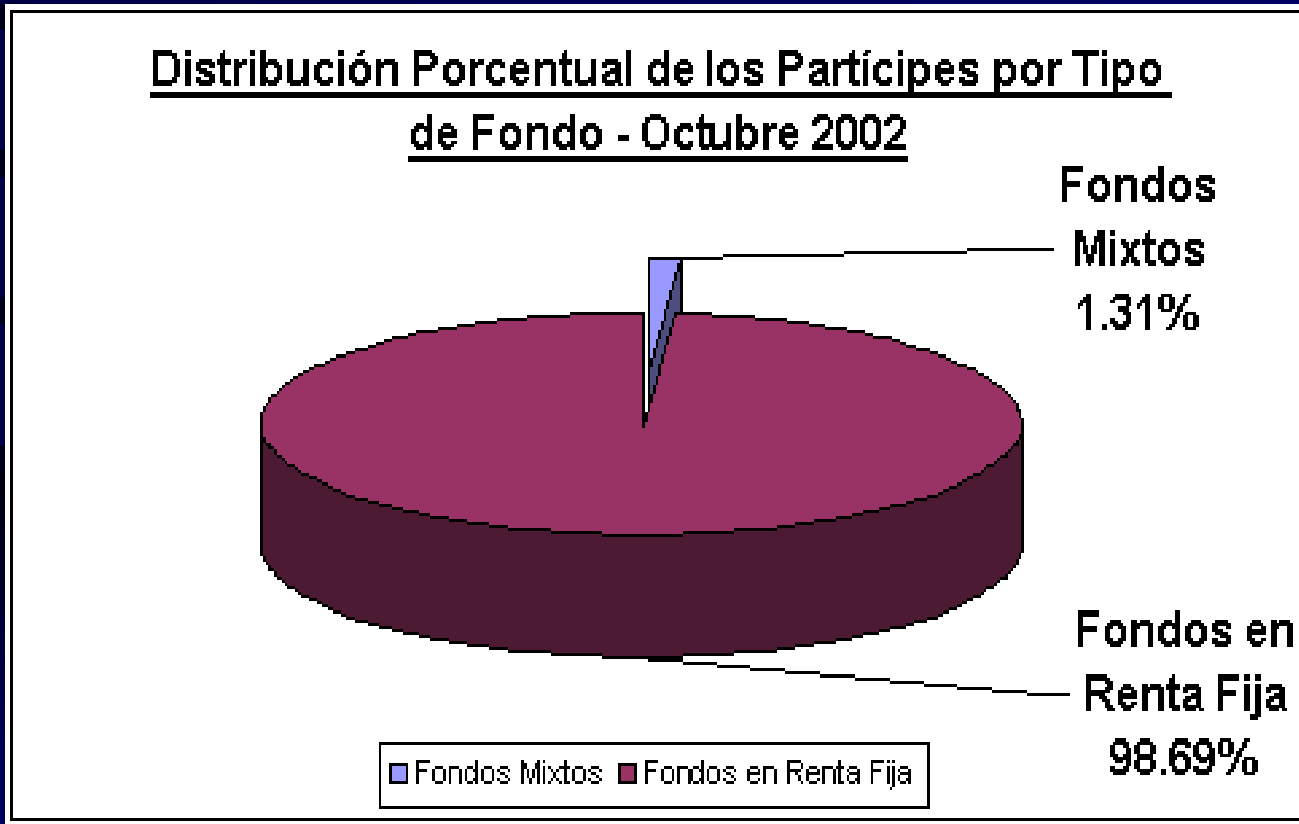 Distribución Porcentual de los Partícipes por Tipo
de Fondo - Octubre 2002
Fondos
Mixtos
1.31%
Fondos en
Renta Fija
98.69%
Fondos Mixtos Fondos en Renta Fija